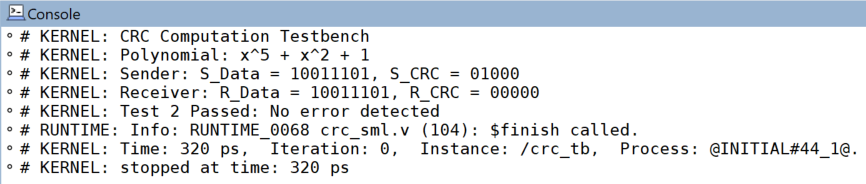 Console
# KERNEL: CRC Computation Testbench
# KERNEL: Polynomial: x^5 + x^2 + 1
# KERNEL: Sender: S_Data = 10011101, S_CRC = 01000
# KERNEL: Receiver: R_Data = 10011101, R_CRC = 00000
# KERNEL: Test 2 Passed: No error detected
# RUNTIME: Info: RUNTIME_0068 crc_sml.v (104): $finish called.
# KERNEL: Time: 320 ps,  Iteration: 0,  Instance: /crc_tb,  Process: @INITIAL#44_1@.
# KERNEL: stopped at time: 320 ps